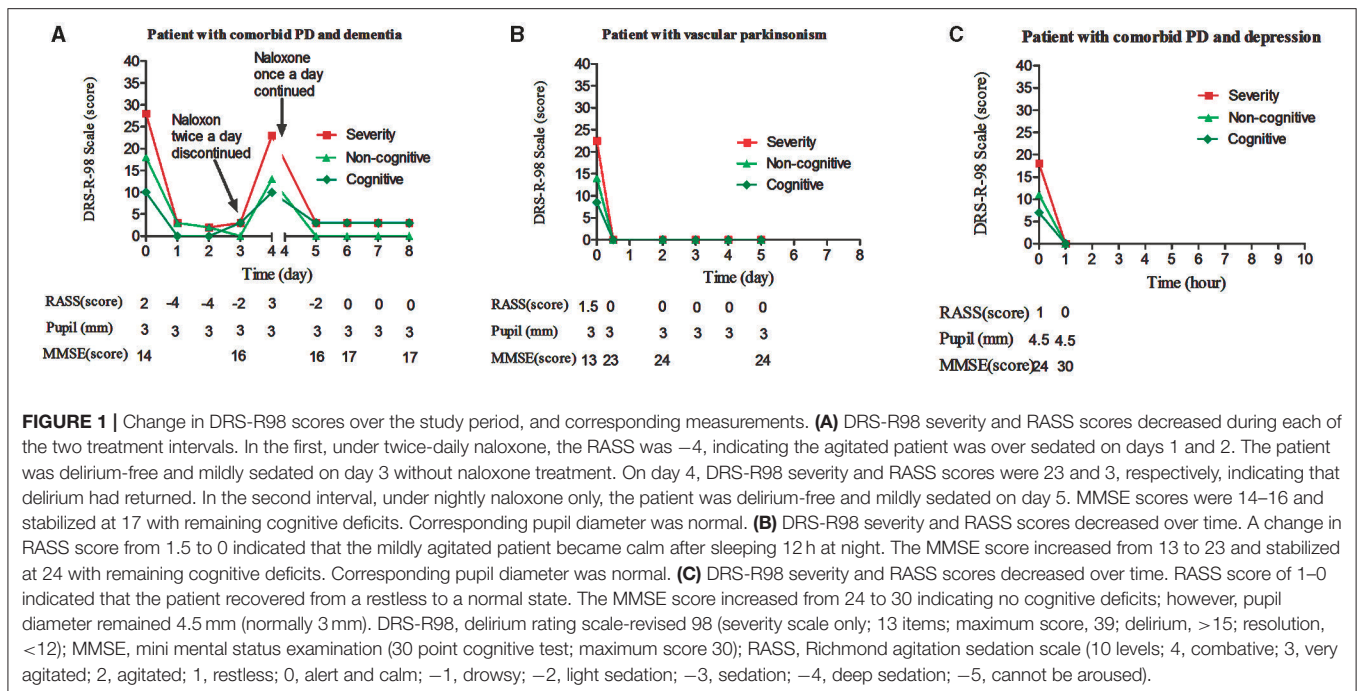 A
Patient with comorbid PD and dementia
Naloxone
once a day
continued
Naloxon
twice a day
discontinued
Severity
Non-cognitive
Cognitive
DRS-R-98 Scale (score)
40
35
30
25
20
15
10
5
0
0 1 2 3 4 4 5 6 7 8
Time (day)
RASS(score) 2 -4 -4 -2 3 -2 0 0 0
Pupil (mm) 3 3 3 3 3 3 3 3 3
MMSE(score) 14 16 16 17 17
B
Patient with vascular parkinsonism
DRS-R-98 Scale (score)
40
35
30
25
20
15
10
5
0
Severity
Non-cognitive
Cognitive
0 1 2 3 4 5 6 7 8
Time (day)
RASS(score) 1.5 0 0 0 0 0
Pupil (mm) 3 3 3 3 3 3
MMSE(score) 13 23 24 24
C
Patient with comorbid PD and depression
DRS-R-98 Scale (score)
40
35
30
25
20
15
10
5
0
Severity
Non-cognitive
Cognitive
0 1 2 3 4 5 6 7 8 9 10
Time (hour)
RASS(score) 1 0
Pupil (mm) 4.5 4.5
MMSE(score) 24 30
FIGURE 1 | Change in DRS-R98 scores over the study period, and corresponding measurements. (A) DRS-R98 severity and RASS scores decreased during each of
the two treatment intervals. In the first, under twice-daily naloxone, the RASS was −4, indicating the agitated patient was over sedated on days 1 and 2. The patient
was delirium-free and mildly sedated on day 3 without naloxone treatment. On day 4, DRS-R98 severity and RASS scores were 23 and 3, respectively, indicating that
delirium had returned. In the second interval, under nightly naloxone only, the patient was delirium-free and mildly sedated on day 5. MMSE scores were 14–16 and
stabilized at 17 with remaining cognitive deficits. Corresponding pupil diameter was normal. (B) DRS-R98 severity and RASS scores decreased over time. A change in
RASS score from 1.5 to 0 indicated that the mildly agitated patient became calm after sleeping 12 h at night. The MMSE score increased from 13 to 23 and stabilized
at 24 with remaining cognitive deficits. Corresponding pupil diameter was normal. (C) DRS-R98 severity and RASS scores decreased over time. RASS score of 1–0
indicated that the patient recovered from a restless to a normal state. The MMSE score increased from 24 to 30 indicating no cognitive deficits; however, pupil
diameter remained 4.5 mm (normally 3 mm). DRS-R98, delirium rating scale-revised 98 (severity scale only; 13 items; maximum score, 39; delirium, >15; resolution,
<12); MMSE, mini mental status examination (30 point cognitive test; maximum score 30); RASS, Richmond agitation sedation scale (10 levels; 4, combative; 3, very
agitated; 2, agitated; 1, restless; 0, alert and calm; −1, drowsy; −2, light sedation; −3, sedation; −4, deep sedation; −5, cannot be aroused).